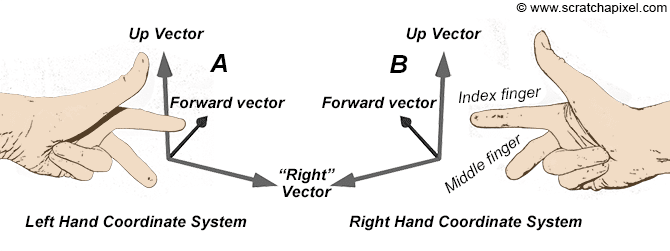 © www.scratchapixel.com
Up Vector
Up Vector
A
B
Forward vector
Forward vector
Index finger
Middle finger
“Right”
Vector
Left Hand Coordinate System
Right Hand Coordinate System